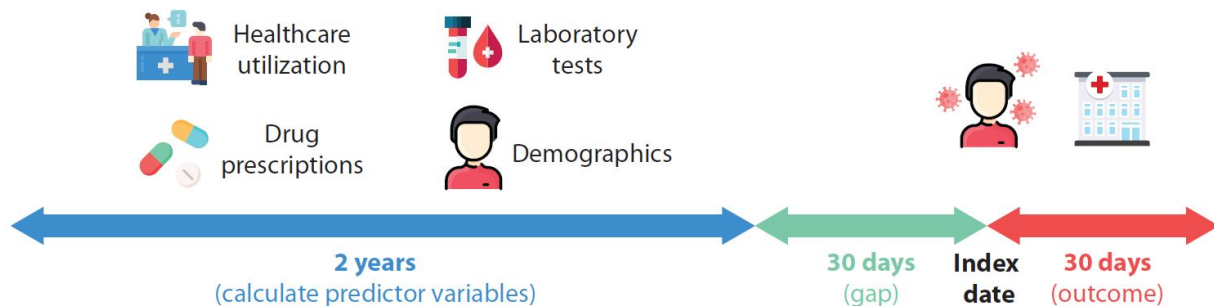 Healthcare
utilization
Laboratory
tests
Drug
prescriptions
Demographics
2 years
(calculate predictor variables)
30 days
(gap)
Index
date
30 days
(outcome)